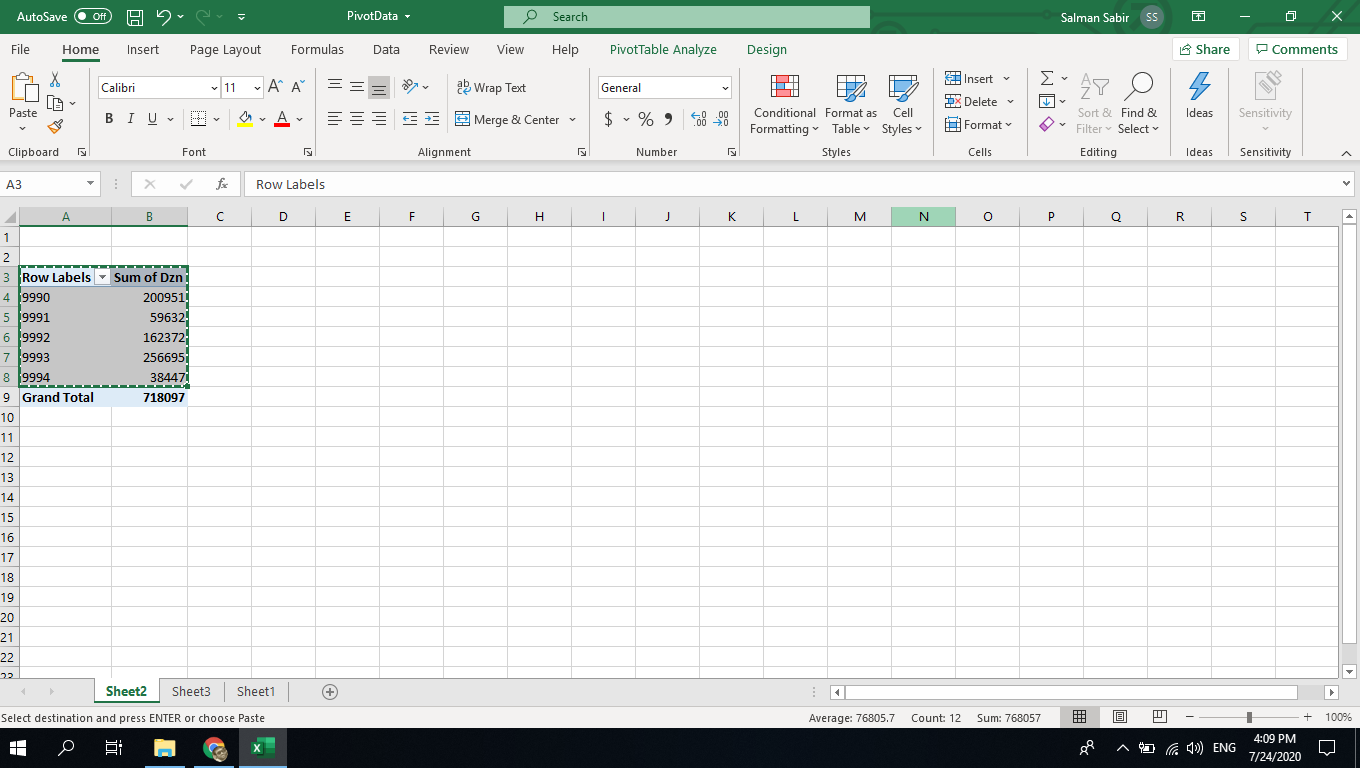 AutoSave Off PivotData Search Salman Sabir SS
File Home Insert Page Layout Formulas Data Review View Help PivotTable Analyze Design Share Comments
Paste
Calibri 11
B I U A
A A
ab Wrap Text
Merge & Center
General
$ % 9
Conditional Formatting
Format as Table
Cell Styles
Insert
Delete
Format
Sort & Filter
Find & Select
Ideas
Sensitivity
Clipboard Font Alignment Number Styles Cells Editing Ideas Sensitivity
A3 fx Row Labels
A B C D E F G H I J K L M N O P Q R S T
1
2
3 Row Labels Sum of Dzn
4 9990 200951
5 9991 59632
6 9992 162372
7 9993 256695
8 9994 38447
9 Grand Total 718097
10
11
12
13
14
15
16
17
18
19
20
21
22
23
Sheet2 Sheet3 Sheet1
Select destination and press ENTER or choose Paste Average: 76805.7 Count: 12 Sum: 768057 100%
ENG 4:09 PM
7/24/2020